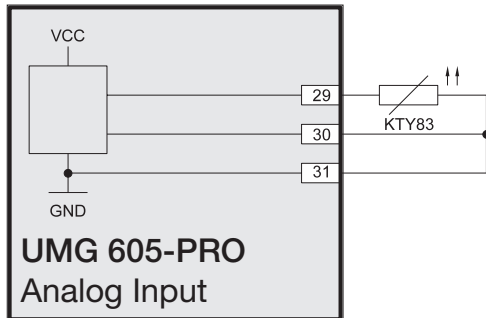 VCC
29
KTY83
30
31
GND
UMG 605-PRO
Analog Input